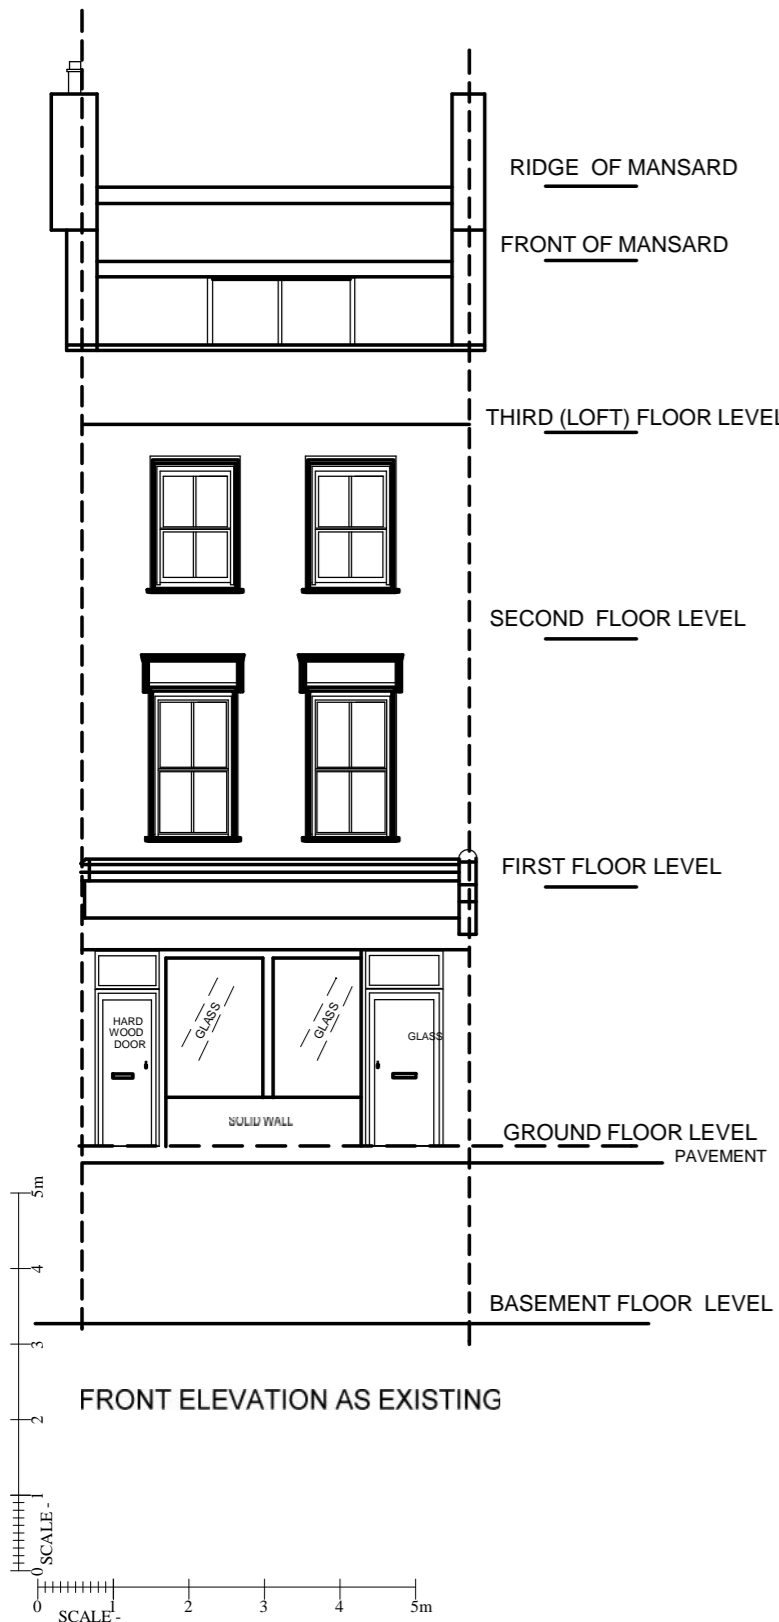 RIDGE OF MANSARD
FRONT OF MANSARD
THIRD (LOFT) FLOOR LEVEL
SECOND FLOOR LEVEL
FIRST FLOOR LEVEL
HARD
WOOD
DOOR
GLASS
GLASS
GLASS
SOLID WALL
GROUND FLOOR LEVEL
PAVEMENT
5m
4
BASEMENT FLOOR LEVEL
3
FRONT ELEVATION AS EXISTING
2
1
SCALE -
0
0 1 2 3 4 5m
SCALE -